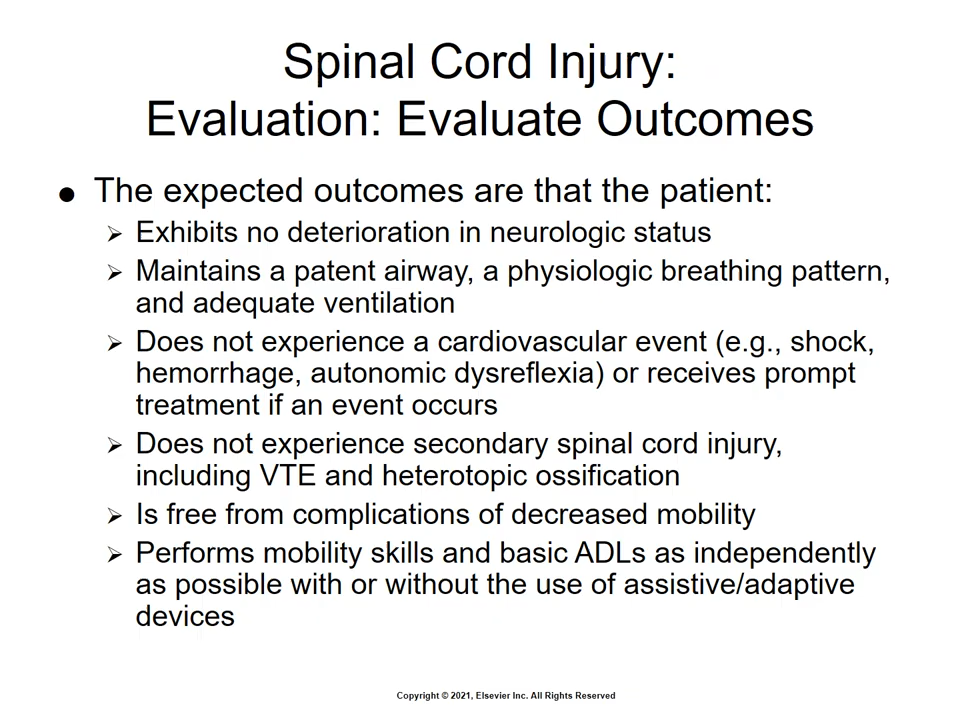 Spinal Cord Injury:
Evaluation: Evaluate Outcomes
● The expected outcomes are that the patient:
➢ Exhibits no deterioration in neurologic status
➢ Maintains a patent airway, a physiologic breathing pattern,
and adequate ventilation
➢ Does not experience a cardiovascular event (e.g., shock,
hemorrhage, autonomic dysreflexia) or receives prompt
treatment if an event occurs
➢ Does not experience secondary spinal cord injury,
including VTE and heterotopic ossification
➢ Is free from complications of decreased mobility
➢ Performs mobility skills and basic ADLs as independently
as possible with or without the use of assistive/adaptive
devices
Copyright © 2021, Elsevier Inc. All Rights Reserved